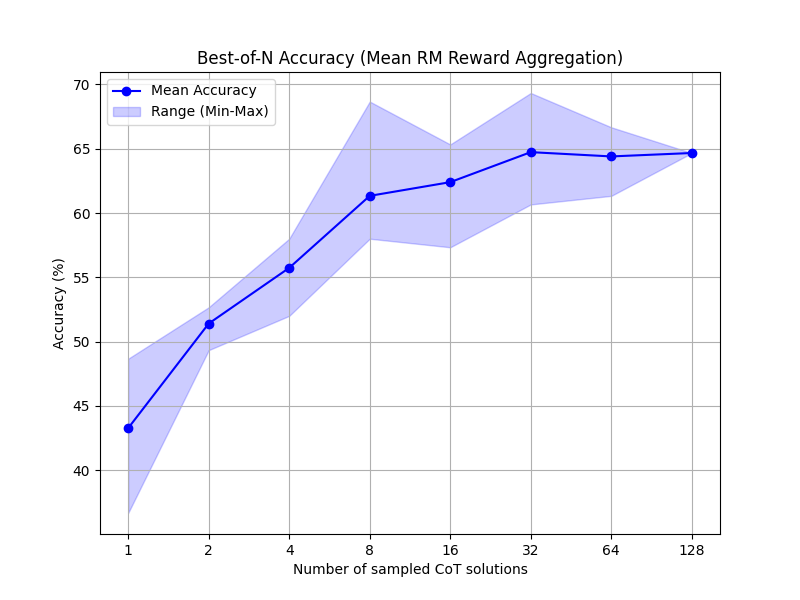 Best-of-N Accuracy (Mean RM Reward Aggregation)
Mean Accuracy
Range (Min-Max)
Accuracy (%)
70
65
60
55
50
45
40
1 2 4 8 16 32 64 128
Number of sampled CoT solutions